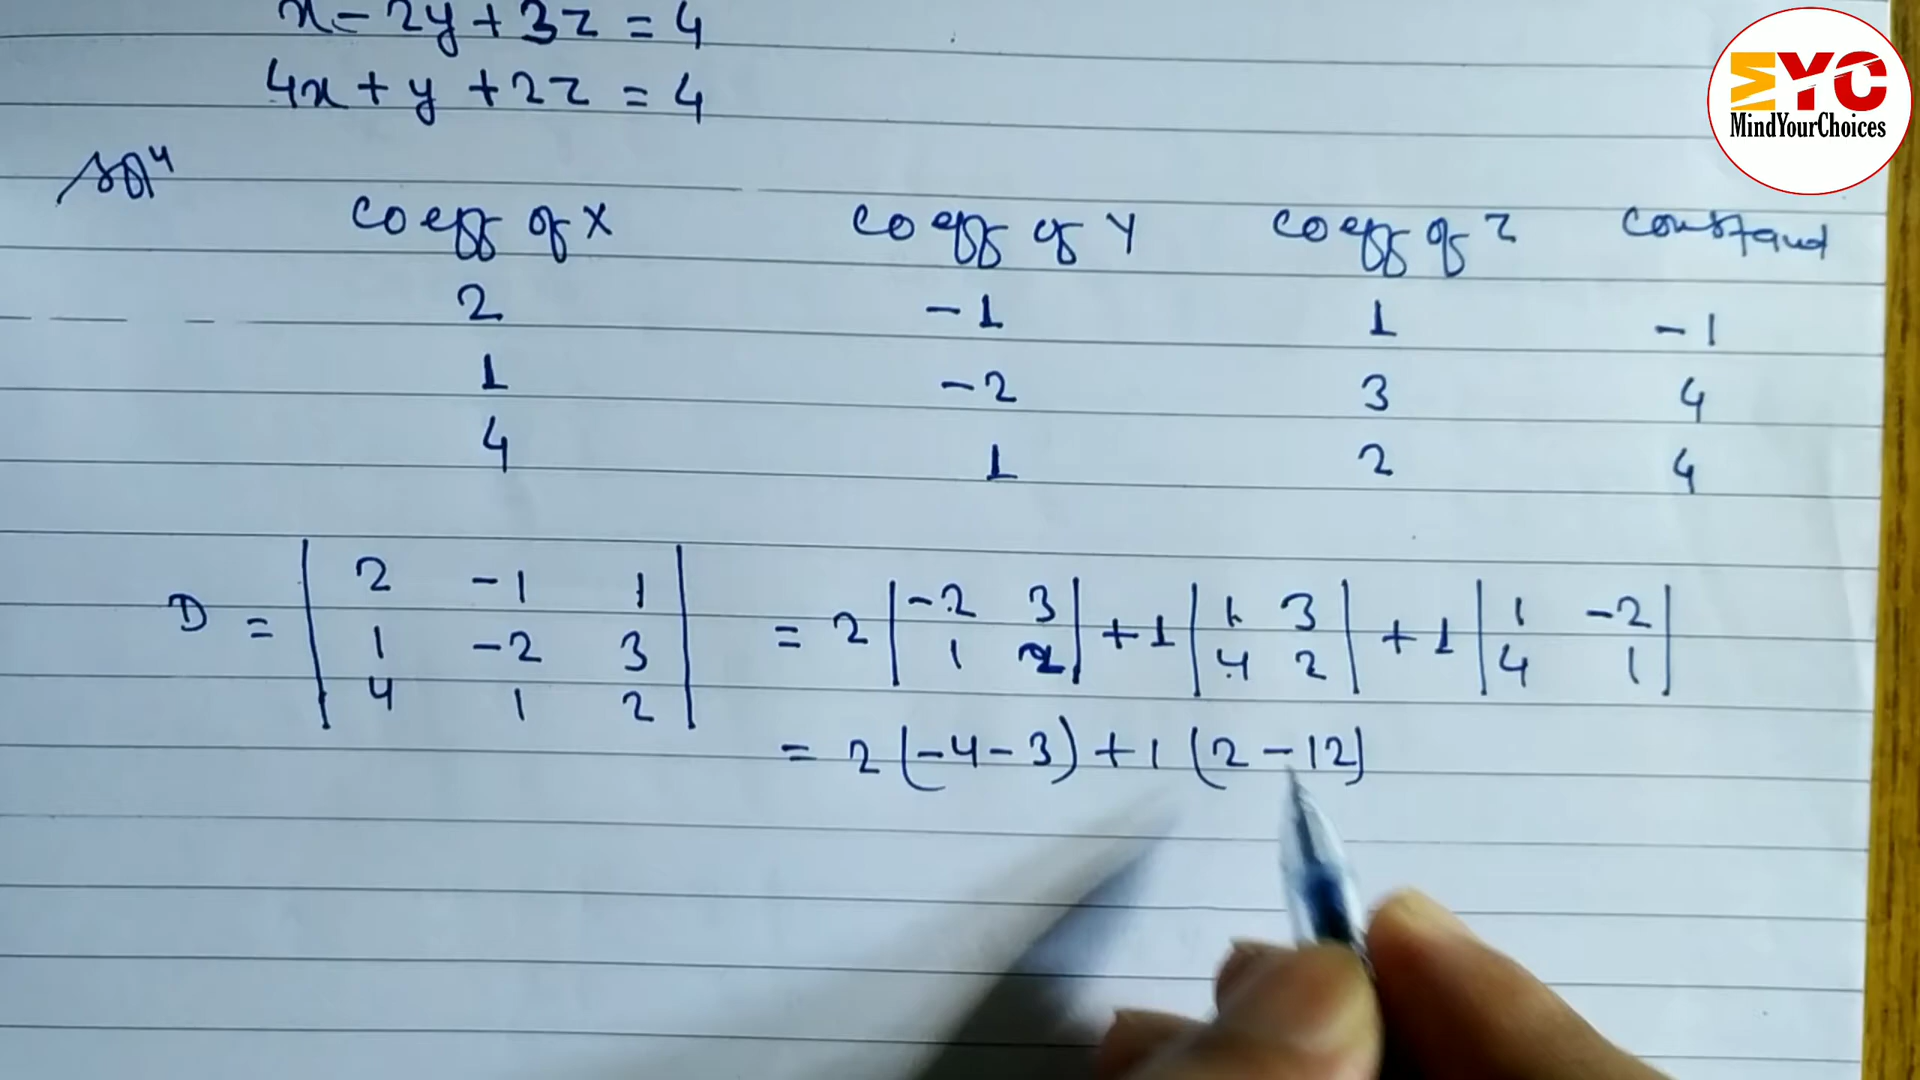 x - 2y + 3z = 4
4x + y + 2z = 4
MYC
MindYourChoices
Solⁿ
coeff of X coeff of Y coeff of Z constant
2 -1 1 -1
1 -2 3 4
4 1 2 4
D = | 2 -1 1 | = 2 | -2 3 | + 1 | 1 3 | + 1 | 1 -2 |
| 1 -2 3 | | 1 2 | | 4 2 | | 4 1 |
| 4 1 2 |
= 2 (-4 - 3) + 1 (2 - 12)